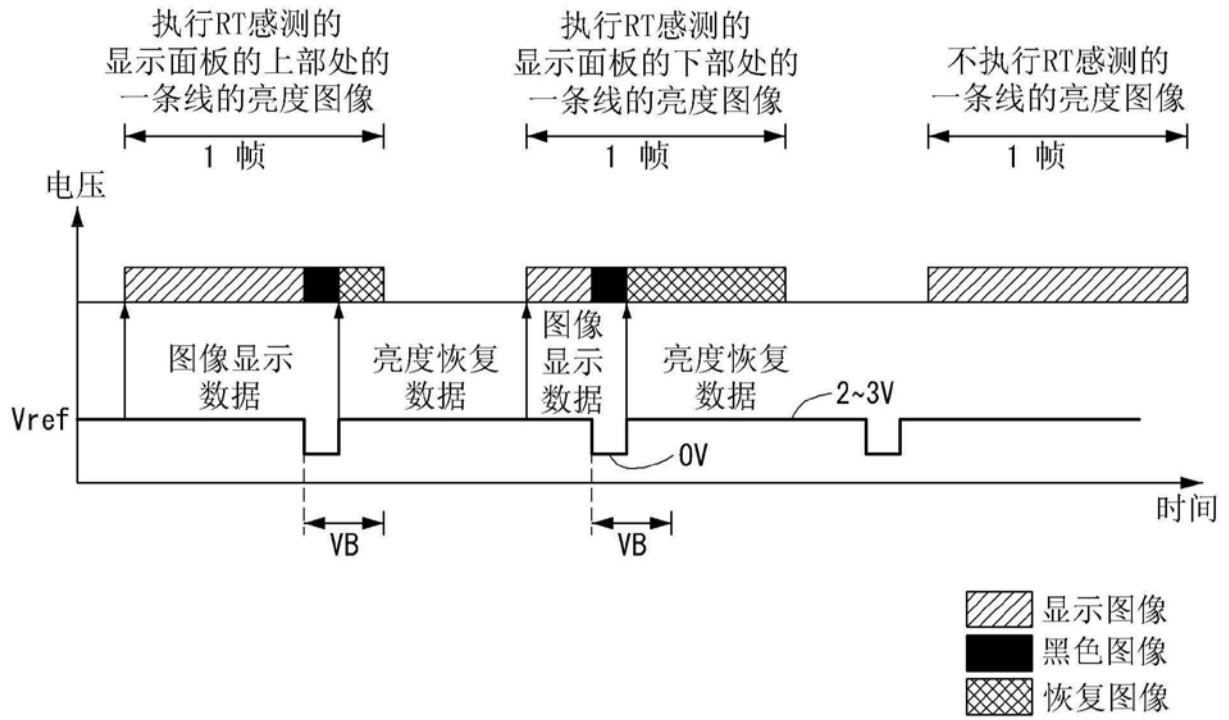 执行RT感测的
显示面板的上部处的
一条线的亮度图像
1 帧
执行RT感测的
显示面板的下部处的
一条线的亮度图像
1 帧
不执行RT感测的
一条线的亮度图像
1 帧
电压
图像显示
数据
亮度恢复
数据
图像
显示
数据
亮度恢复
数据
Vref
2~3V
0V
时间
VB
VB
显示图像
黑色图像
恢复图像